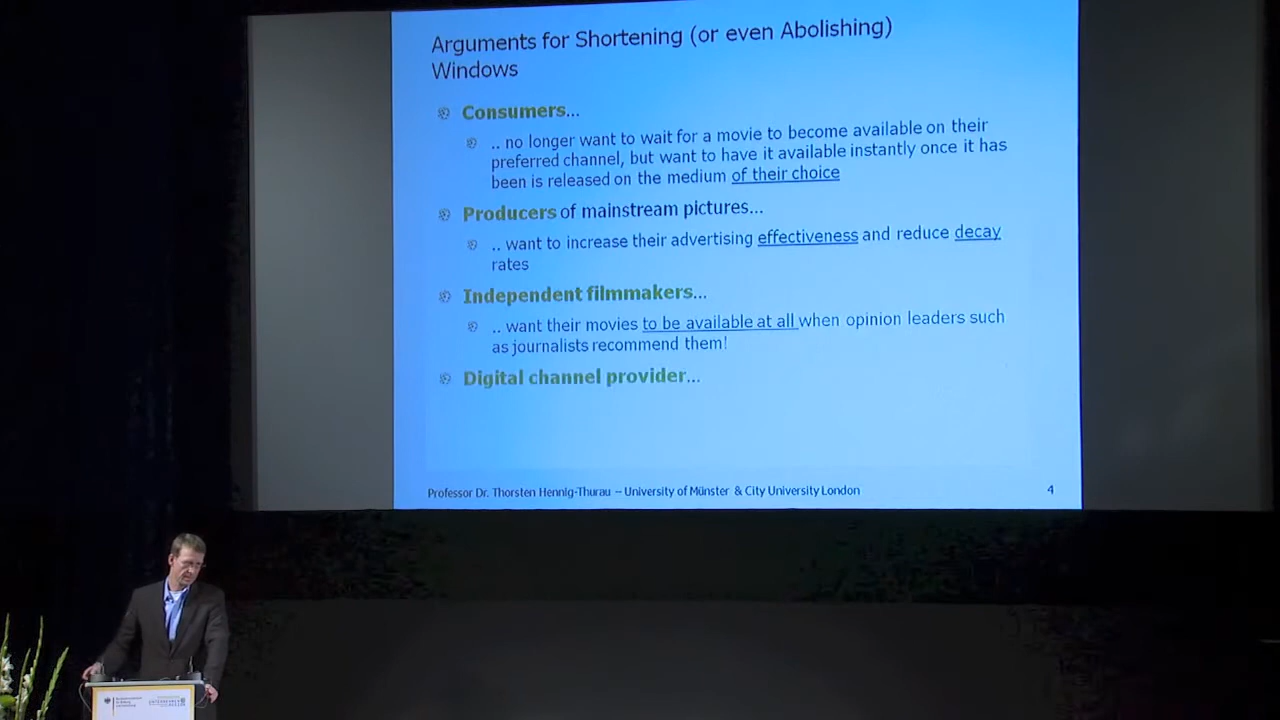 Arguments for Shortening (or even Abolishing)
Windows
Consumers...
.. no longer want to wait for a movie to become available on their
preferred channel, but want to have it available instantly once it has
been is released on the medium of their choice
Producers of mainstream pictures...
.. want to increase their advertising effectiveness and reduce decay
rates
Independent filmmakers...
.. want their movies to be available at all when opinion leaders such
as journalists recommend them!
Digital channel provider...
Professor Dr. Thorsten Hennig-Thurau – University of Münster & City University London
4